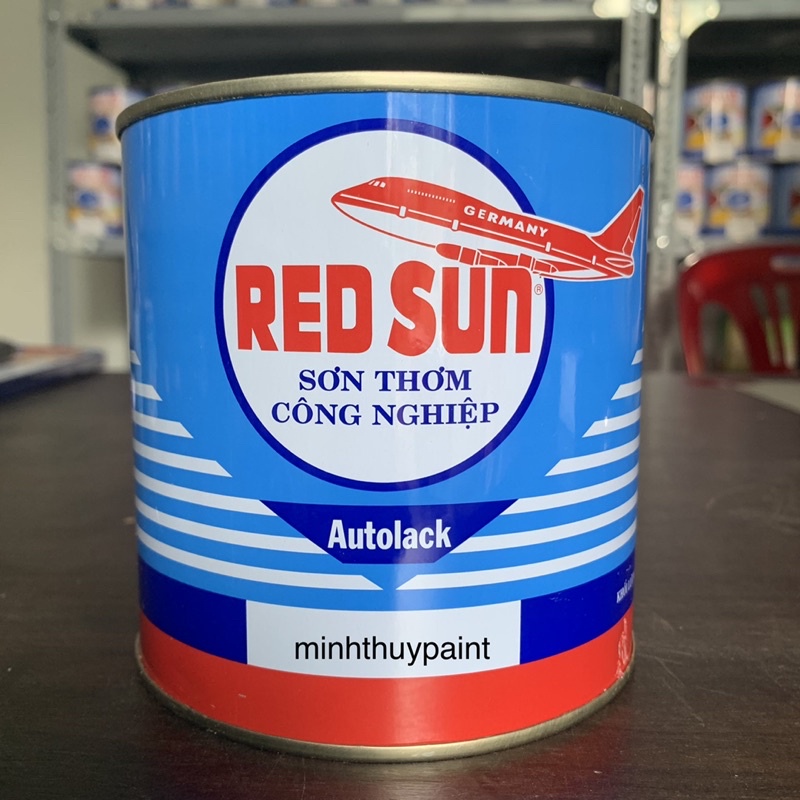 GERMANY
RED SUN®
SƠN THƠM
CÔNG NGHIỆP
Autolack
minhthuypaint